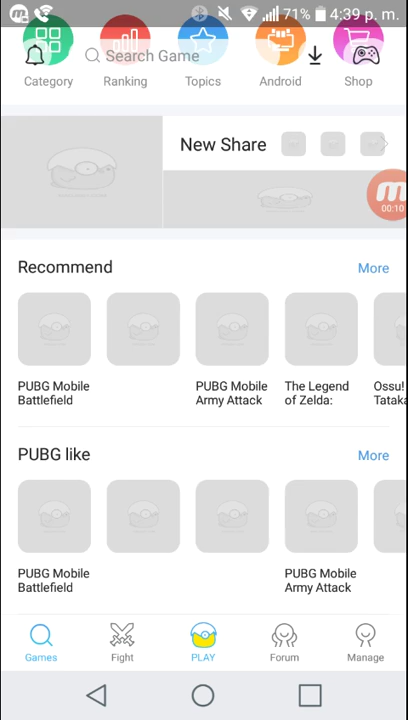 71% 4:39 p. m.
Search Game
Category Ranking Topics Android Shop
New Share
00:10
Recommend More
PUBG Mobile Battlefield
PUBG Mobile Army Attack
The Legend of Zelda:
Ossu! Tataka
PUBG like More
PUBG Mobile Battlefield
PUBG Mobile Army Attack
Games Fight PLAY Forum Manage